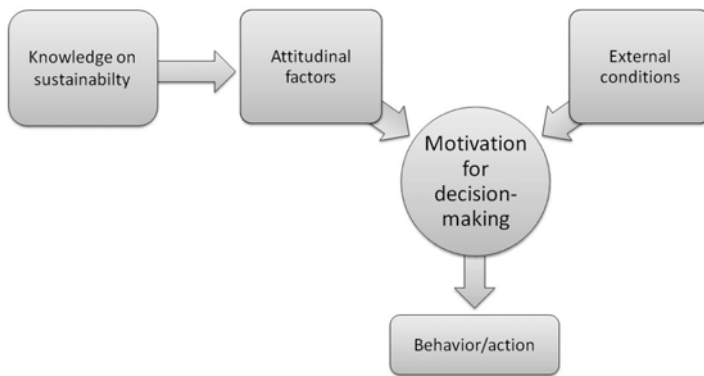 Knowledge on
sustainabilty
Attitudinal
factors
External
conditions
Motivation
for
decision-
making
Behavior/action